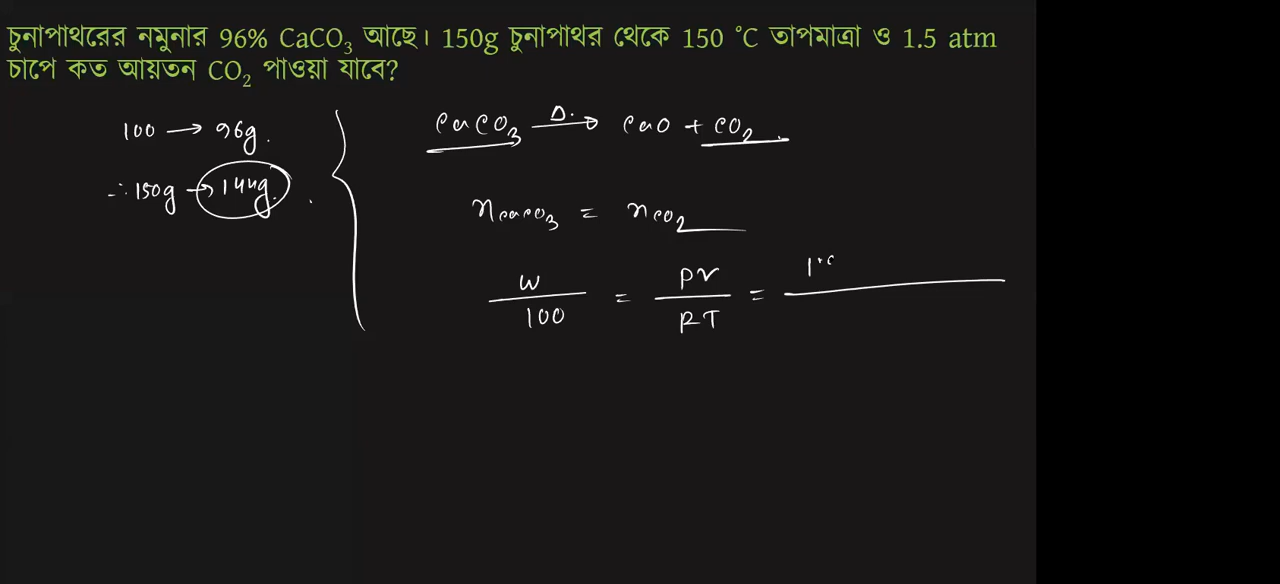 চুনাপাথরের নমুনার 96% CaCO₃ আছে। 150g চুনাপাথর থেকে 150 °C তাপমাত্রা ও 1.5 atm
চাপে কত আয়তন CO₂ পাওয়া যাবে?
100 → 96g.
∴ 150g → 144g.
CaCO₃ —Δ→ CaO + CO₂
nCaCO₃ = nCO₂
W/100 = PV/RT =